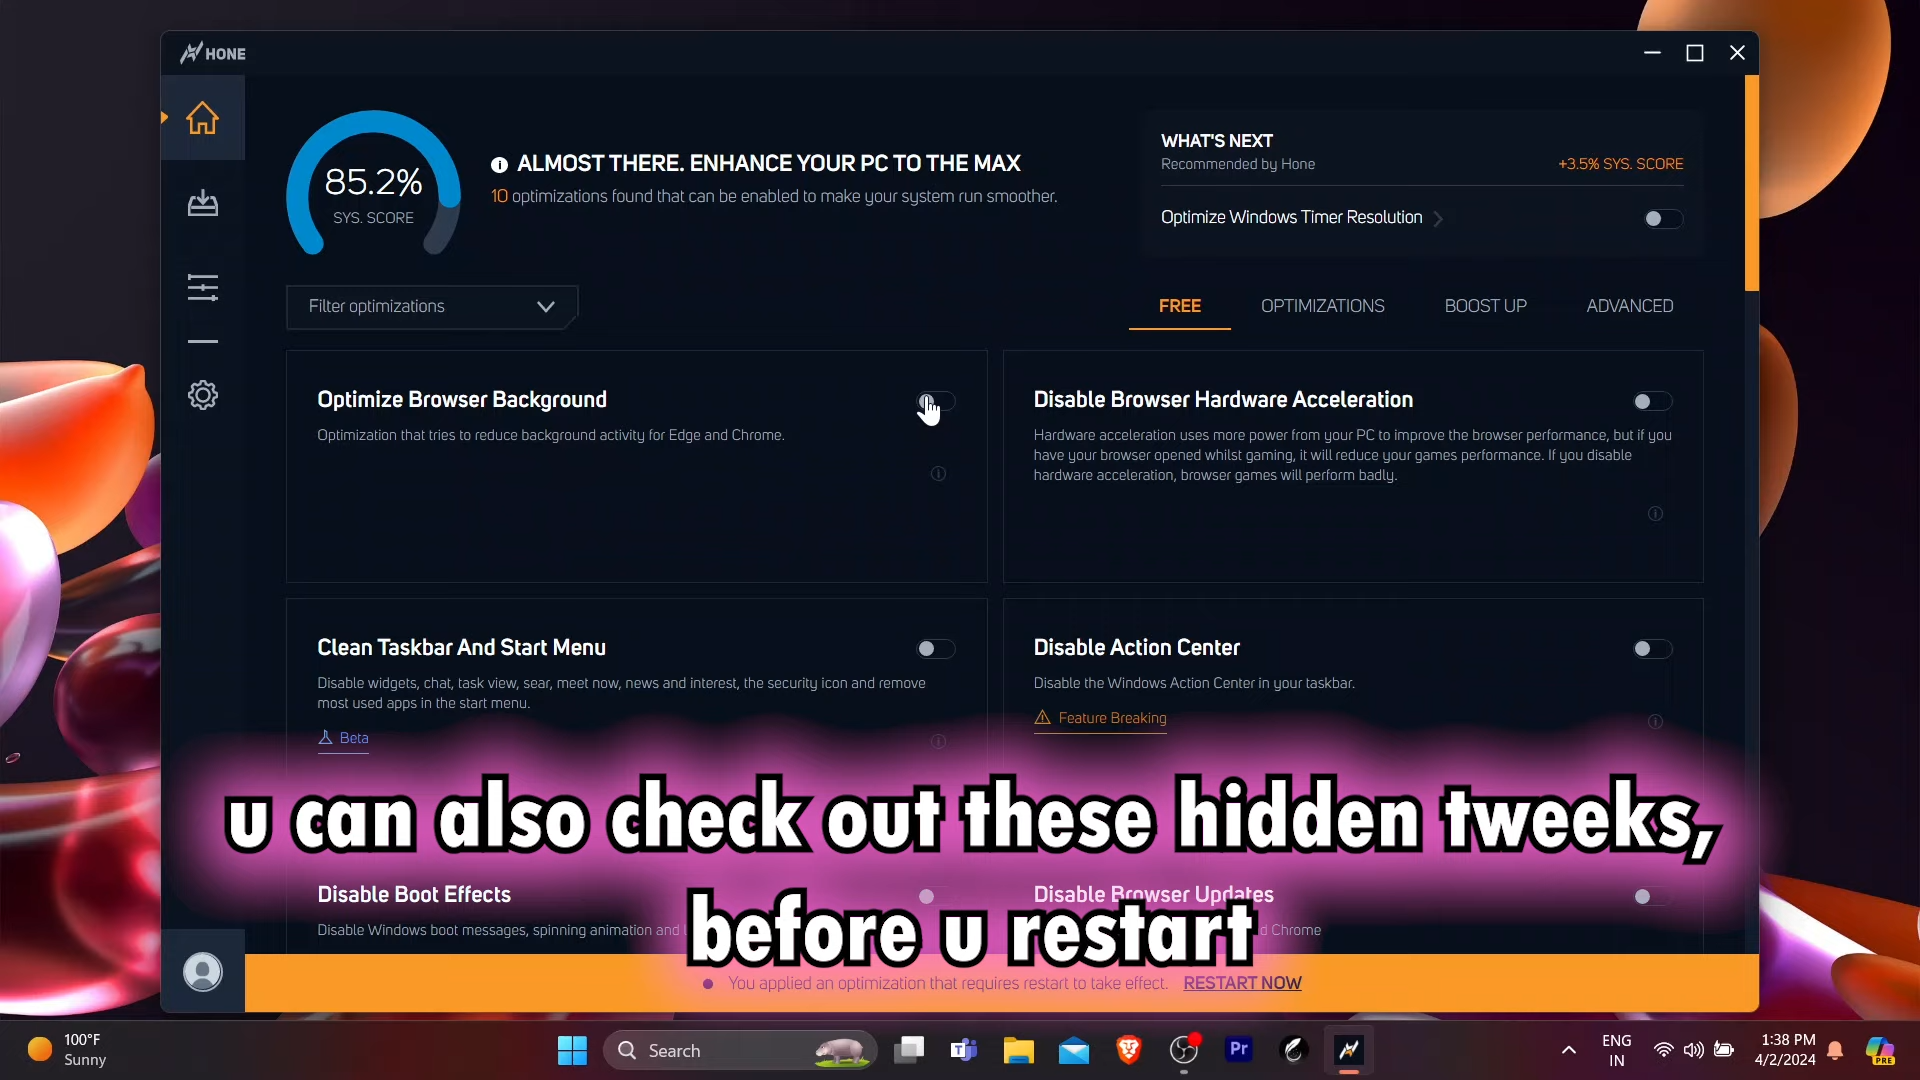 HONE
85.2%
SYS. SCORE
ALMOST THERE. ENHANCE YOUR PC TO THE MAX
10 optimizations found that can be enabled to make your system run smoother.
WHAT'S NEXT
Recommended by Hone
+3.5% SYS. SCORE
Optimize Windows Timer Resolution
Filter optimizations
FREE
OPTIMIZATIONS
BOOST UP
ADVANCED
Optimize Browser Background
Optimization that tries to reduce background activity for Edge and Chrome.
Disable Browser Hardware Acceleration
Hardware acceleration uses more power from your PC to improve the browser performance, but if you
have your browser opened whilst gaming, it will reduce your games performance. If you disable
hardware acceleration, browser games will perform badly.
Clean Taskbar And Start Menu
Disable widgets, chat, task view, sear, meet now, news and interest, the security icon and remove
most used apps in the start menu.
Beta
Disable Action Center
Disable the Windows Action Center in your taskbar.
Feature Breaking
u can also check out these hidden tweeks,
before u restart
Disable Boot Effects
Disable Windows boot messages, spinning animation and
Disable Browser Updates
d Chrome
You applied an optimization that requires restart to take effect. RESTART NOW
100°F
Sunny
Search
Pr
ENG
IN
1:38 PM
4/2/2024
PRE